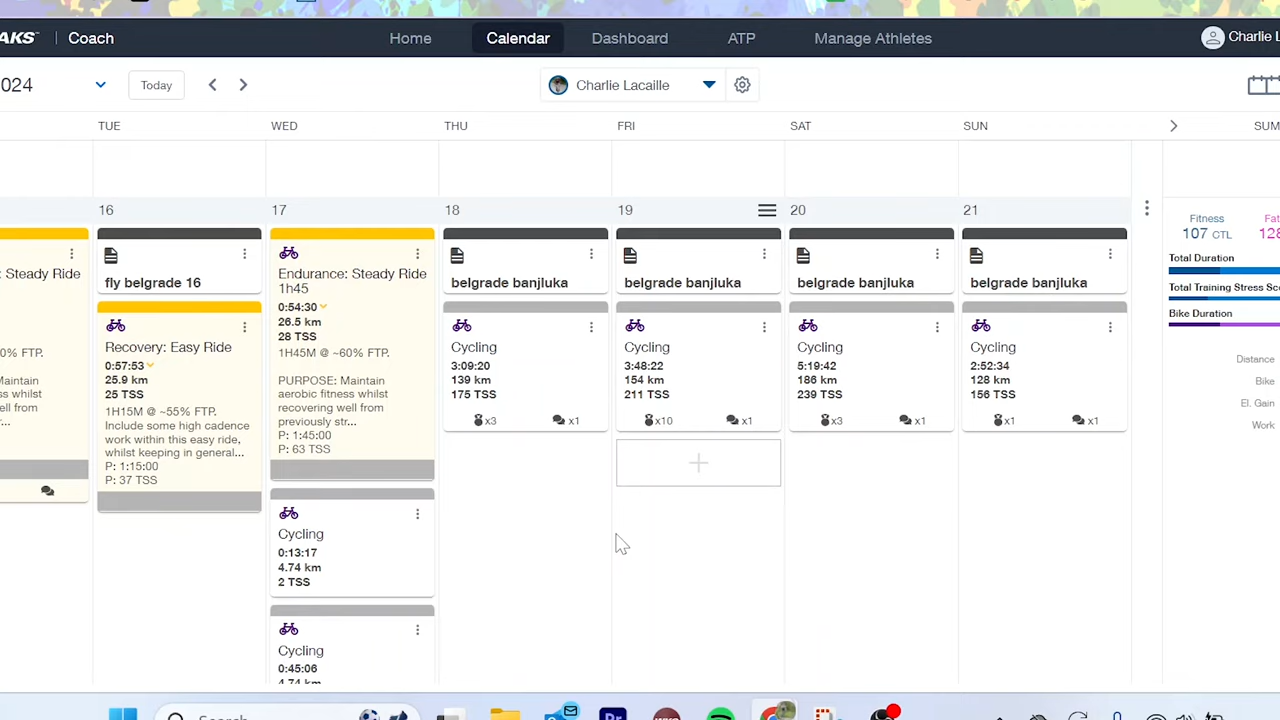 AKS™ | Coach
Home
Calendar
Dashboard
ATP
Manage Athletes
Charlie L
024
Today
Charlie Lacaille
TUE
WED
THU
FRI
SAT
SUN
SUM
16
17
18
19
20
21
: Steady Ride
0% FTP.
Maintain
s whilst
ell from
...
fly belgrade 16
Recovery: Easy Ride
0:57:53
25.9 km
25 TSS
1H15M @ ~55% FTP.
Include some high cadence
work within this easy ride,
whilst keeping in general...
P: 1:15:00
P: 37 TSS
Endurance: Steady Ride
1h45
0:54:30
26.5 km
28 TSS
1H45M @ ~60% FTP.
PURPOSE: Maintain
aerobic fitness whilst
recovering well from
previously str...
P: 1:45:00
P: 63 TSS
Cycling
0:13:17
4.74 km
2 TSS
Cycling
0:45:06
4.74 km
belgrade banjluka
Cycling
3:09:20
139 km
175 TSS
x3
x1
belgrade banjluka
Cycling
3:48:22
154 km
211 TSS
x10
x1
belgrade banjluka
Cycling
5:19:42
186 km
239 TSS
x3
x1
belgrade banjluka
Cycling
2:52:34
128 km
156 TSS
x1
x1
Fitness
107 CTL
Fat
128
Total Duration
Total Training Stress Sco
Bike Duration
Distance
Bike
El. Gain
Work
Search
Pr